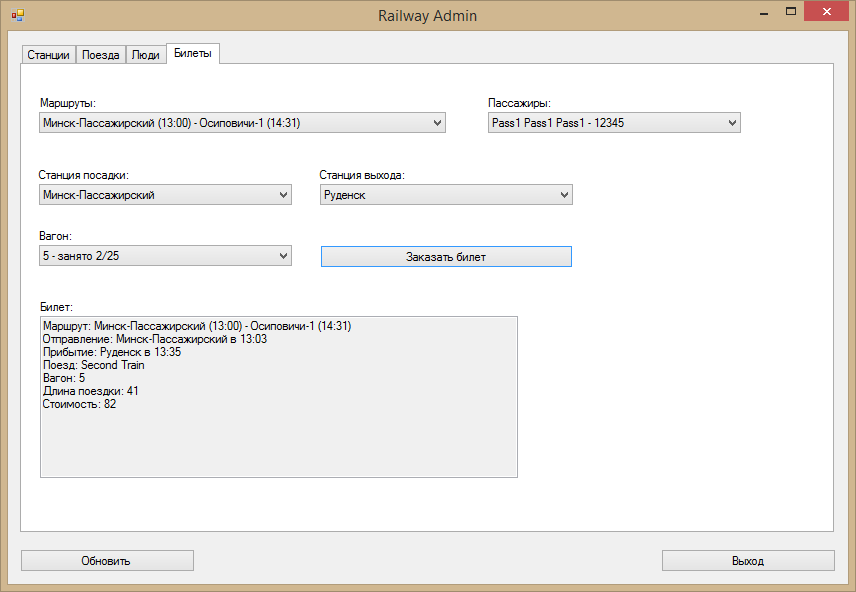 Railway Admin
Станции Поезда Люди Билеты
Маршруты: Пассажиры:
Минск-Пассажирский (13:00) - Осиповичи-1 (14:31) Pass1 Pass1 Pass1 - 12345
Станция посадки: Станция выхода:
Минск-Пассажирский Руденск
Вагон:
5 - занято 2/25 Заказать билет
Билет:
Маршрут: Минск-Пассажирский (13:00) - Осиповичи-1 (14:31)
Отправление: Минск-Пассажирский в 13:03
Прибытие: Руденск в 13:35
Поезд: Second Train
Вагон: 5
Длина поездки: 41
Стоимость: 82
Обновить Выход